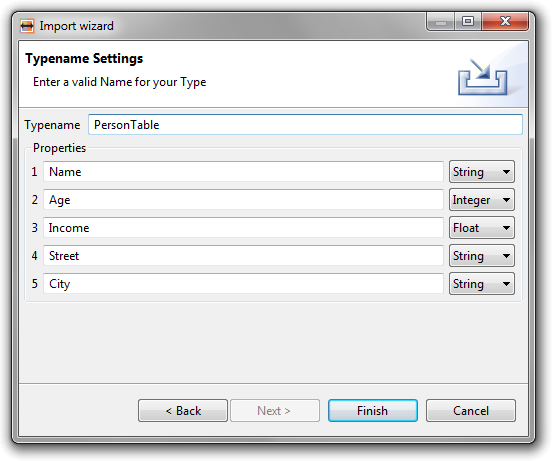 Import wizard
Typename Settings
Enter a valid Name for your Type
Typename PersonTable
Properties
1 Name String
2 Age Integer
3 Income Float
4 Street String
5 City String
< Back Next > Finish Cancel